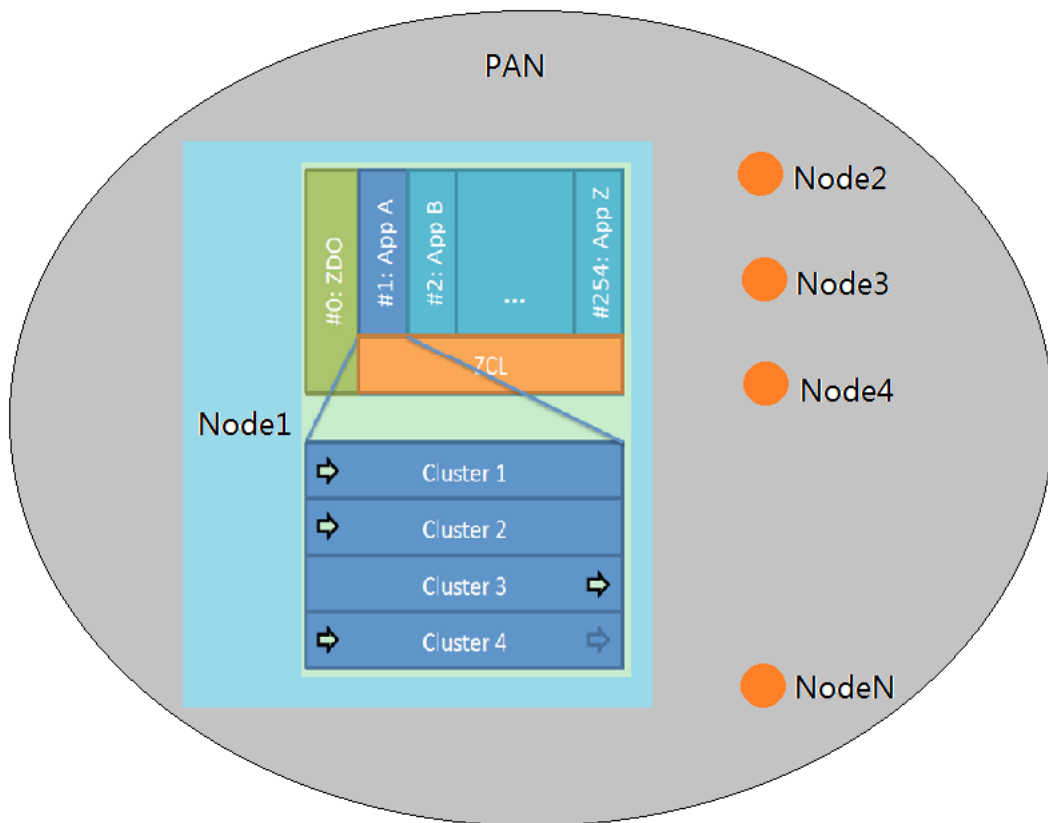 PAN
Node1
#0: ZDO
#1: App A
#2: App B
...
#254: App Z
ZCL
Cluster 1
Cluster 2
Cluster 3
Cluster 4
Node2
Node3
Node4
NodeN